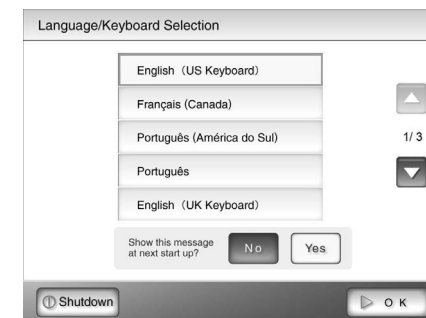 Language/Keyboard Selection
English (US Keyboard)
Français (Canada)
Português (América do Sul)
1/ 3
Português
English (UK Keyboard)
Show this message
at next start up?
No
Yes
Shutdown
O K